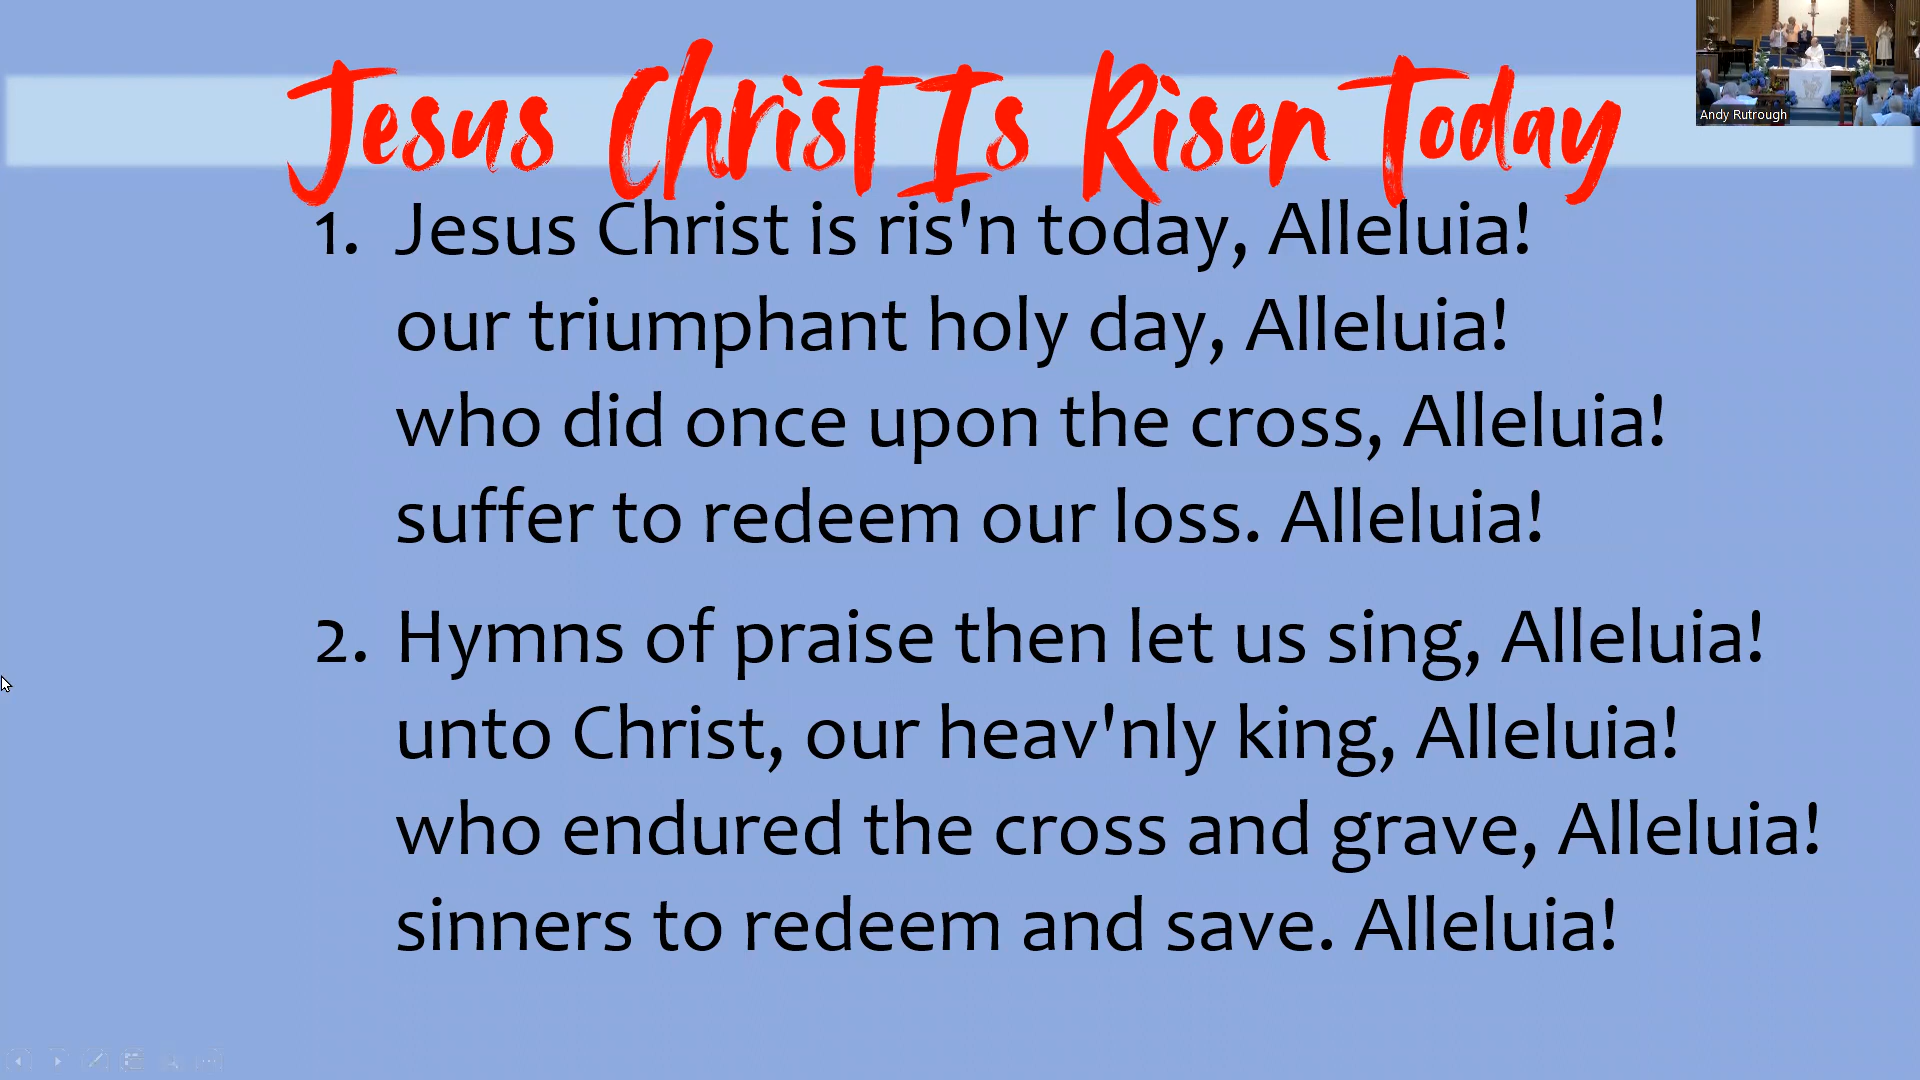 Jesus Christ Is Risen Today
Andy Rutrough
1. Jesus Christ is ris'n today, Alleluia!
our triumphant holy day, Alleluia!
who did once upon the cross, Alleluia!
suffer to redeem our loss. Alleluia!
2. Hymns of praise then let us sing, Alleluia!
unto Christ, our heav'nly king, Alleluia!
who endured the cross and grave, Alleluia!
sinners to redeem and save. Alleluia!